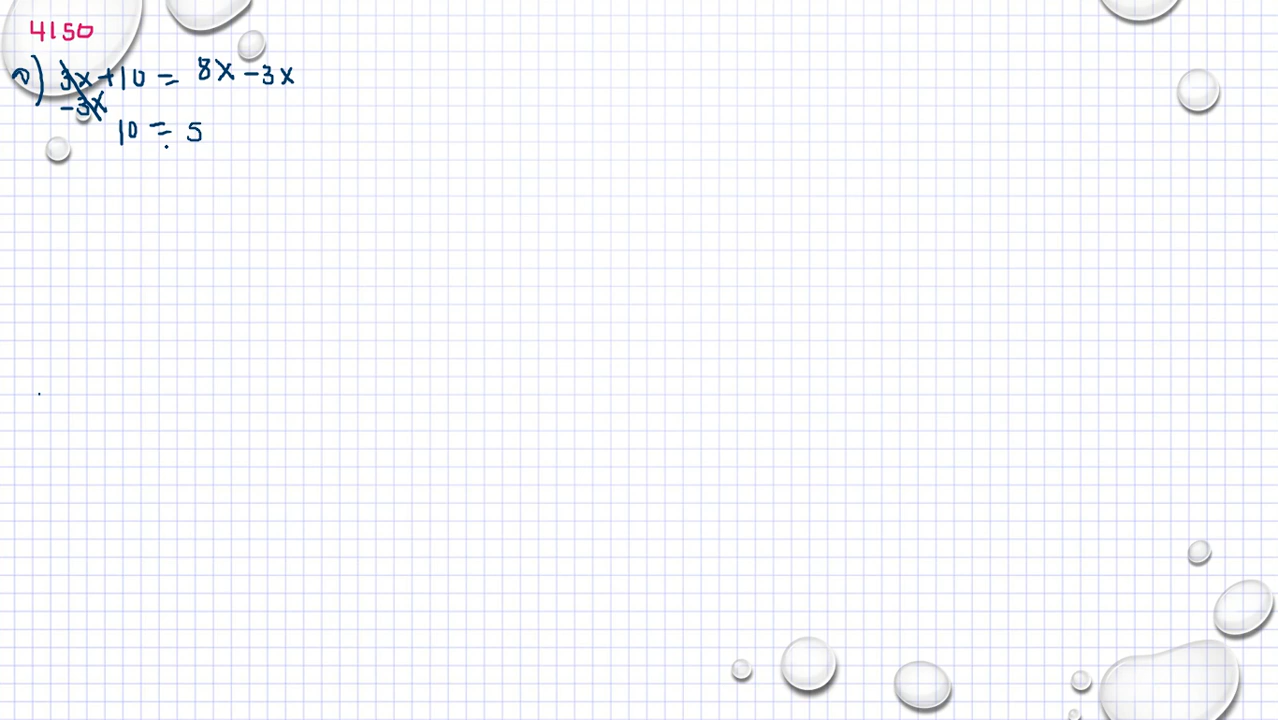 4150
a) 3x + 10 = 8x - 3x
-3x
10 = 5